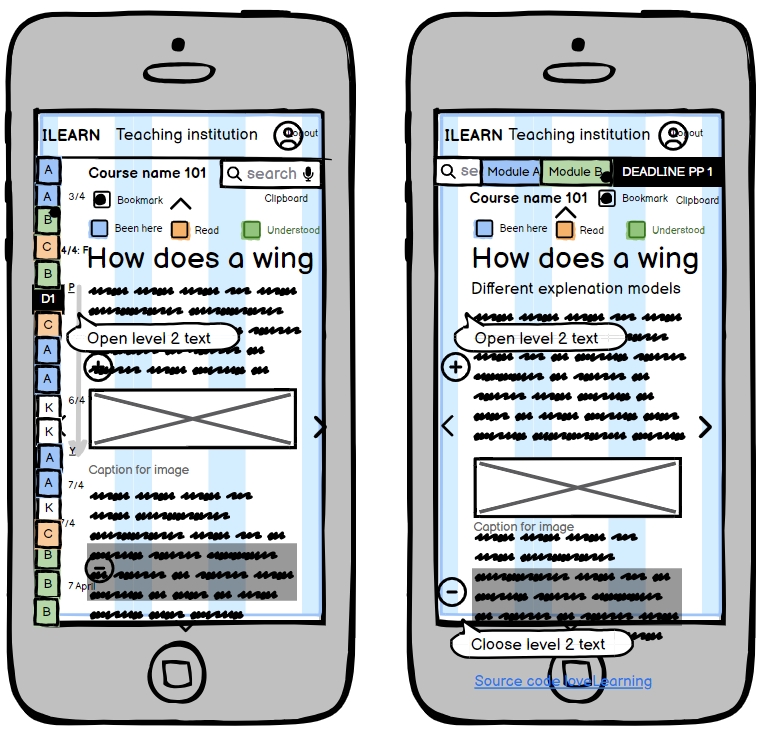 ILEARN Teaching institution
Course name 101 search
A
A 3/4 Bookmark Clipboard
B Been here Read Understood
C 4/4: F How does a wing
B
D1 P
C Open level 2 text
A
A
K 6/4
K
A Y
A 7/4 Caption for image
K
C 7/4
B
B 7 April
B
ILEARN Teaching institution
se Module A Module B DEADLINE PP 1
Course name 101 Bookmark Clipboard
Been here Read Understood
How does a wing
Different explenation models
Open level 2 text
Caption for image
Cloose level 2 text
Source code loveLearning